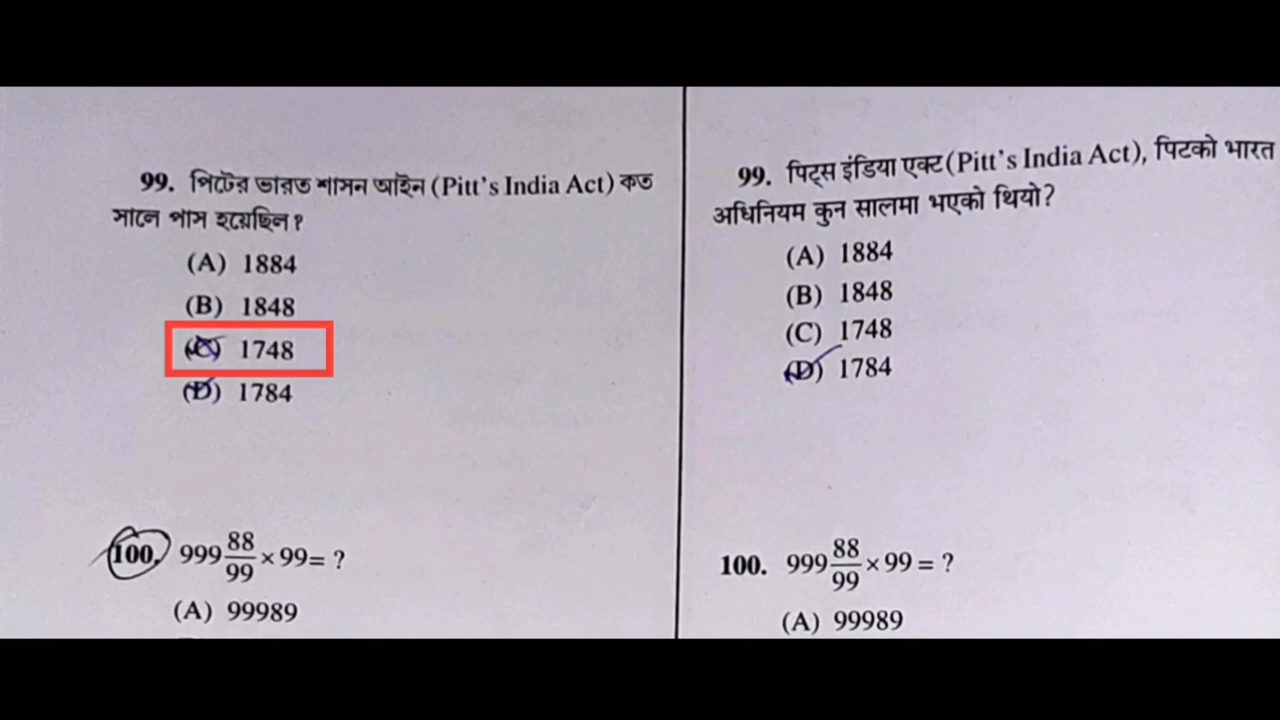 99. পিটের ভারত শাসন আইন (Pitt's India Act) কত
সালে পাস হয়েছিল?
(A) 1884
(B) 1848
(C) 1748
(D) 1784
100. 999 88/99 × 99 = ?
(A) 99989
99. पिट्स इंडिया एक्ट (Pitt's India Act), पिटको भारत
अधिनियम कुन सालमा भएको थियो?
(A) 1884
(B) 1848
(C) 1748
(D) 1784
100. 999 88/99 × 99 = ?
(A) 99989